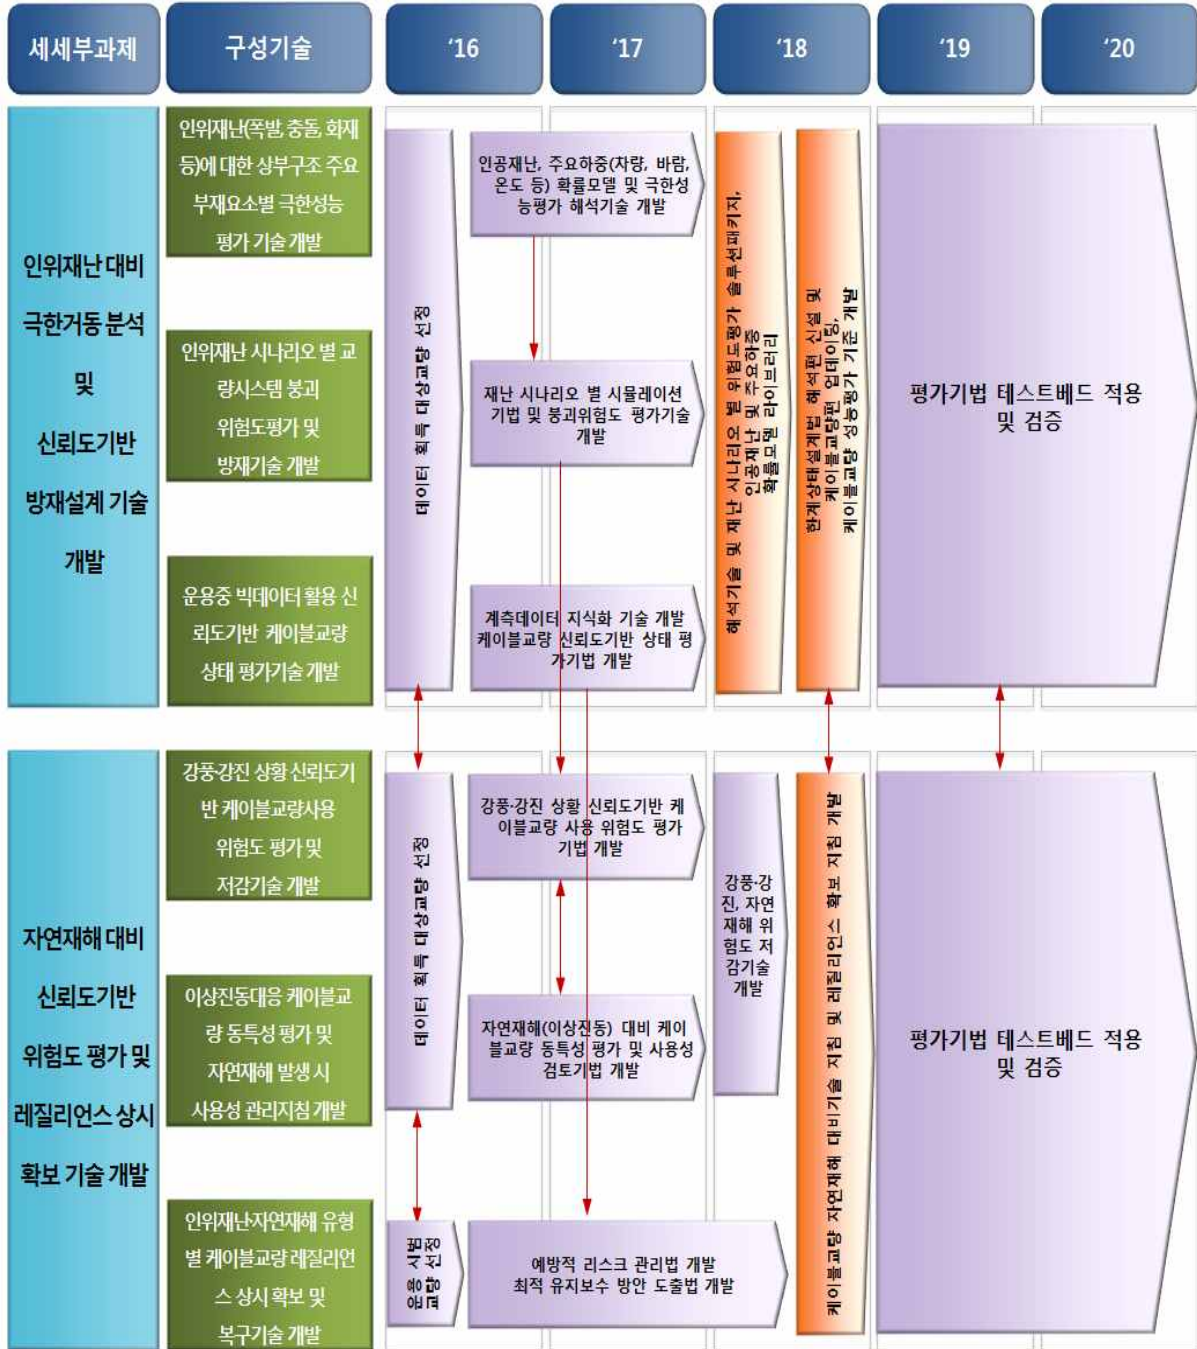 세세부과제
구성기술
‘16
‘17
‘18
‘19
‘20
인위재난 대비
극한거동 분석
및
신뢰도기반
방재설계 기술
개발
인위재난(폭발, 충돌, 화재
등)에 대한 상부구조 주요
부재요소별 극한성능
평가 기술 개발
인위재난 시나리오 별 교
량시스템 붕괴
위험도평가 및
방재기술 개발
운용중 빅데이터 활용 신
뢰도기반 케이블교량
상태 평가기술 개발
데이터 획득 대상교량 선정
인공재난, 주요하중(차량, 바람,
온도 등) 확률모델 및 극한성
능평가 해석기술 개발
재난 시나리오 별 시뮬레이션
기법 및 붕괴위험도 평가기술
개발
계측데이터 지식화 기술 개발
케이블교량 신뢰도기반 상태 평
가기법 개발
해석기술 및 재난 시나리오 별 위험도평가 솔루션패키지,
인공재난 및 주요하중
확률모델 라이브러리
한계상태설계법 해석편 신설 및
케이블교량편 업데이팅,
케이블교량 성능평가 기준 개발
평가기법 테스트베드 적용
및 검증
자연재해 대비
신뢰도기반
위험도 평가 및
레질리언스 상시
확보 기술 개발
강풍·강진 상황 신뢰도기
반 케이블교량사용
위험도 평가 및
저감기술 개발
이상진동대응 케이블교
량 동특성 평가 및
자연재해 발생 시
사용성 관리지침 개발
인위재난·자연재해 유형
별 케이블교량 레질리언
스 상시 확보 및
복구기술 개발
데이터 획득 대상교량 선정
운용 시범
교량 선정
강풍·강진 상황 신뢰도기반 케
이블교량 사용 위험도 평가
기법 개발
자연재해(이상진동) 대비 케이
블교량 동특성 평가 및 사용성
검토기법 개발
예방적 리스크 관리법 개발
최적 유지보수 방안 도출법 개발
강풍·강
진, 자연
재해 위
험도 저
감기술
개발
케이블교량 자연재해 대비기술 지침 및 레질리언스 확보 지침 개발
평가기법 테스트베드 적용
및 검증